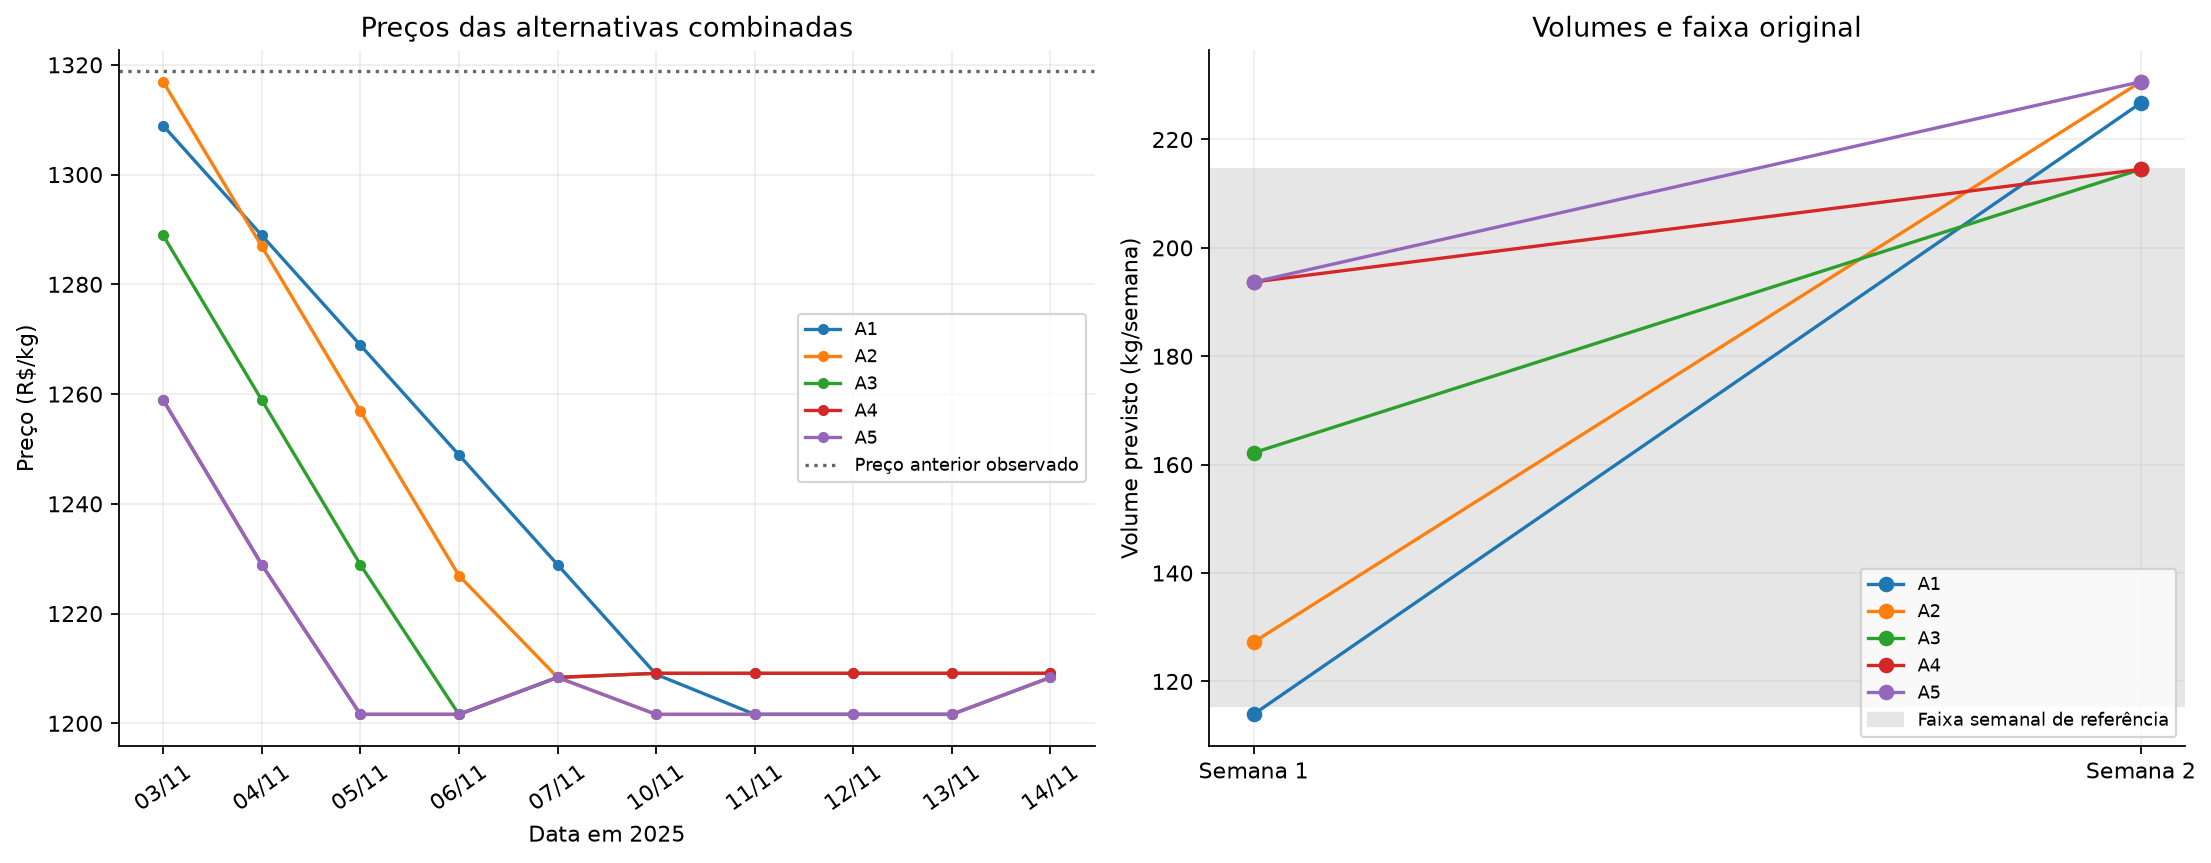 Preços das alternativas combinadas
1320
1300
1280
1260
1240
1220
1200
Preço (R$/kg)
A1
A2
A3
A4
A5
Preço anterior observado
03/11
04/11
05/11
06/11
07/11
10/11
11/11
12/11
13/11
14/11
Data em 2025
Volumes e faixa original
220
200
180
160
140
120
Volume previsto (kg/semana)
A1
A2
A3
A4
A5
Faixa semanal de referência
Semana 1
Semana 2